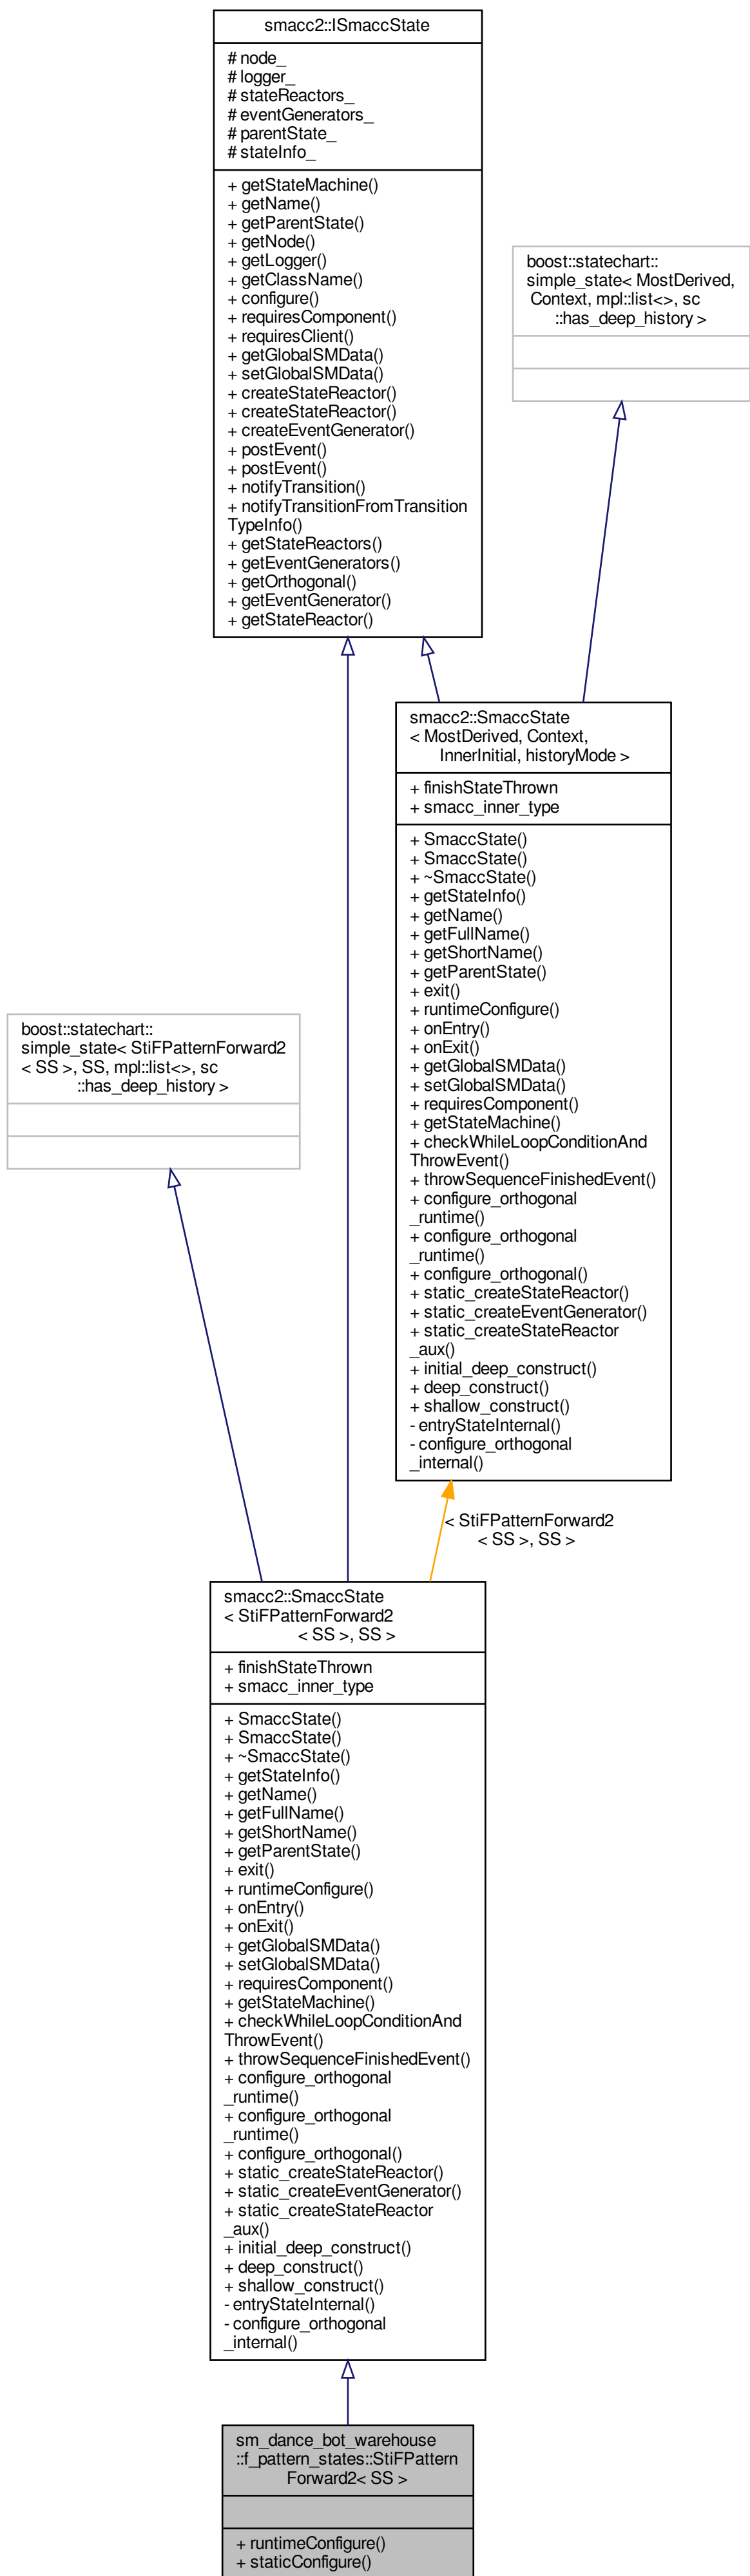 smacc2::ISmaccState
# node_
# logger_
# stateReactors_
# eventGenerators_
# parentState_
# stateInfo_
+ getStateMachine()
+ getName()
+ getParentState()
+ getNode()
+ getLogger()
+ getClassName()
+ configure()
+ requiresComponent()
+ requiresClient()
+ getGlobalSMData()
+ setGlobalSMData()
+ createStateReactor()
+ createStateReactor()
+ createEventGenerator()
+ postEvent()
+ postEvent()
+ notifyTransition()
+ notifyTransitionFromTransition
TypeInfo()
+ getStateReactors()
+ getEventGenerators()
+ getOrthogonal()
+ getEventGenerator()
+ getStateReactor()
boost::statechart::
simple_state< MostDerived,
Context, mpl::list<>, sc
::has_deep_history >
smacc2::SmaccState
< MostDerived, Context,
InnerInitial, historyMode >
+ finishStateThrown
+ smacc_inner_type
+ SmaccState()
+ SmaccState()
+ ~SmaccState()
+ getStateInfo()
+ getName()
+ getFullName()
+ getShortName()
+ getParentState()
+ exit()
+ runtimeConfigure()
+ onEntry()
+ onExit()
+ getGlobalSMData()
+ setGlobalSMData()
+ requiresComponent()
+ getStateMachine()
+ checkWhileLoopConditionAnd
ThrowEvent()
+ throwSequenceFinishedEvent()
+ configure_orthogonal
_runtime()
+ configure_orthogonal
_runtime()
+ configure_orthogonal()
+ static_createStateReactor()
+ static_createEventGenerator()
+ static_createStateReactor
_aux()
+ initial_deep_construct()
+ deep_construct()
+ shallow_construct()
- entryStateInternal()
- configure_orthogonal
_internal()
boost::statechart::
simple_state< StiFPatternForward2
< SS >, SS, mpl::list<>, sc
::has_deep_history >
< StiFPatternForward2
< SS >, SS >
smacc2::SmaccState
< StiFPatternForward2
< SS >, SS >
+ finishStateThrown
+ smacc_inner_type
+ SmaccState()
+ SmaccState()
+ ~SmaccState()
+ getStateInfo()
+ getName()
+ getFullName()
+ getShortName()
+ getParentState()
+ exit()
+ runtimeConfigure()
+ onEntry()
+ onExit()
+ getGlobalSMData()
+ setGlobalSMData()
+ requiresComponent()
+ getStateMachine()
+ checkWhileLoopConditionAnd
ThrowEvent()
+ throwSequenceFinishedEvent()
+ configure_orthogonal
_runtime()
+ configure_orthogonal
_runtime()
+ configure_orthogonal()
+ static_createStateReactor()
+ static_createEventGenerator()
+ static_createStateReactor
_aux()
+ initial_deep_construct()
+ deep_construct()
+ shallow_construct()
- entryStateInternal()
- configure_orthogonal
_internal()
sm_dance_bot_warehouse
::f_pattern_states::StiFPattern
Forward2< SS >
+ runtimeConfigure()
+ staticConfigure()